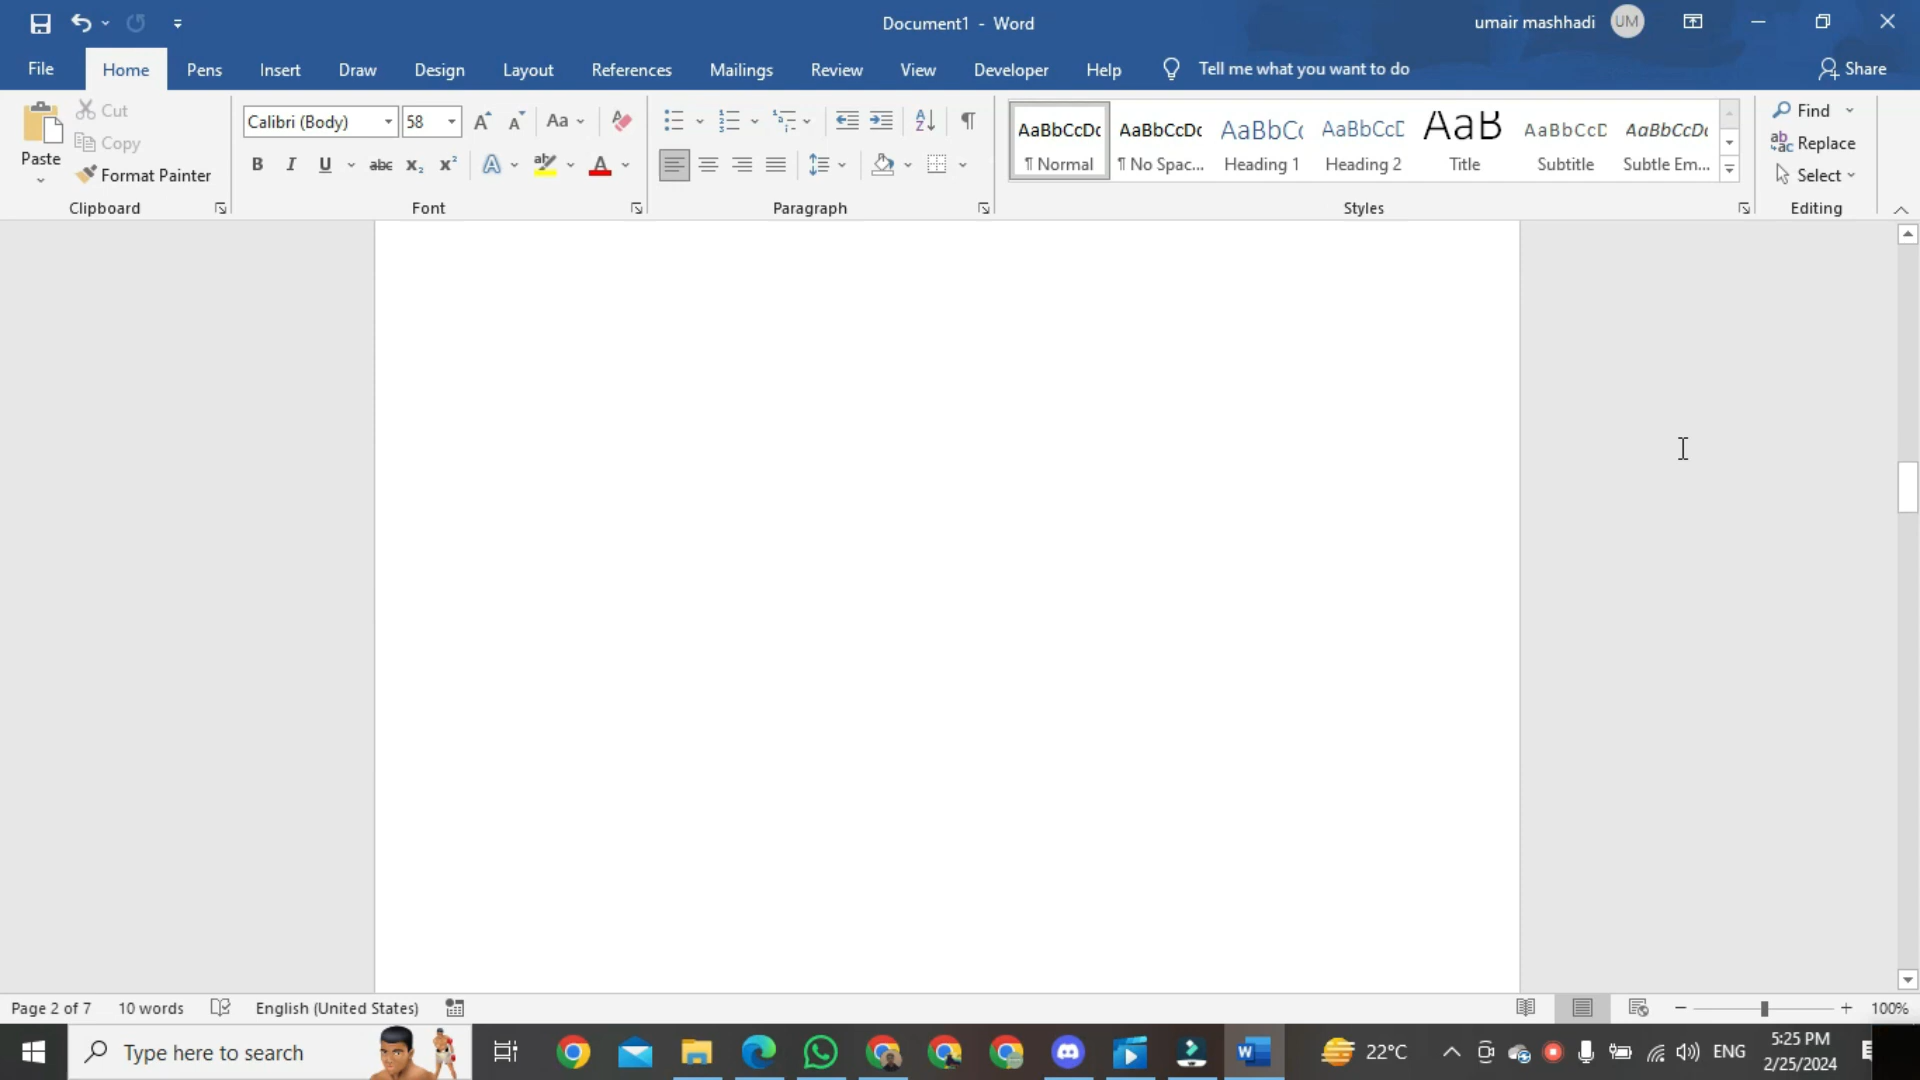 Document1 - Word
umair mashhadi
UM
File
Home
Pens
Insert
Draw
Design
Layout
References
Mailings
Review
View
Developer
Help
Tell me what you want to do
Share
Paste
Cut
Copy
Format Painter
Clipboard
Calibri (Body)
58
Aa
B I U abc x₂ x² A A
Font
Paragraph
AaBbCcDc
¶ Normal
AaBbCcDc
¶ No Spac...
AaBbCc
Heading 1
AaBbCcD
Heading 2
AaB
Title
AaBbCcD
Subtitle
AaBbCcDc
Subtle Em...
Styles
Find
Replace
Select
Editing
Page 2 of 7
10 words
English (United States)
100%
Type here to search
22°C
ENG
5:25 PM
2/25/2024